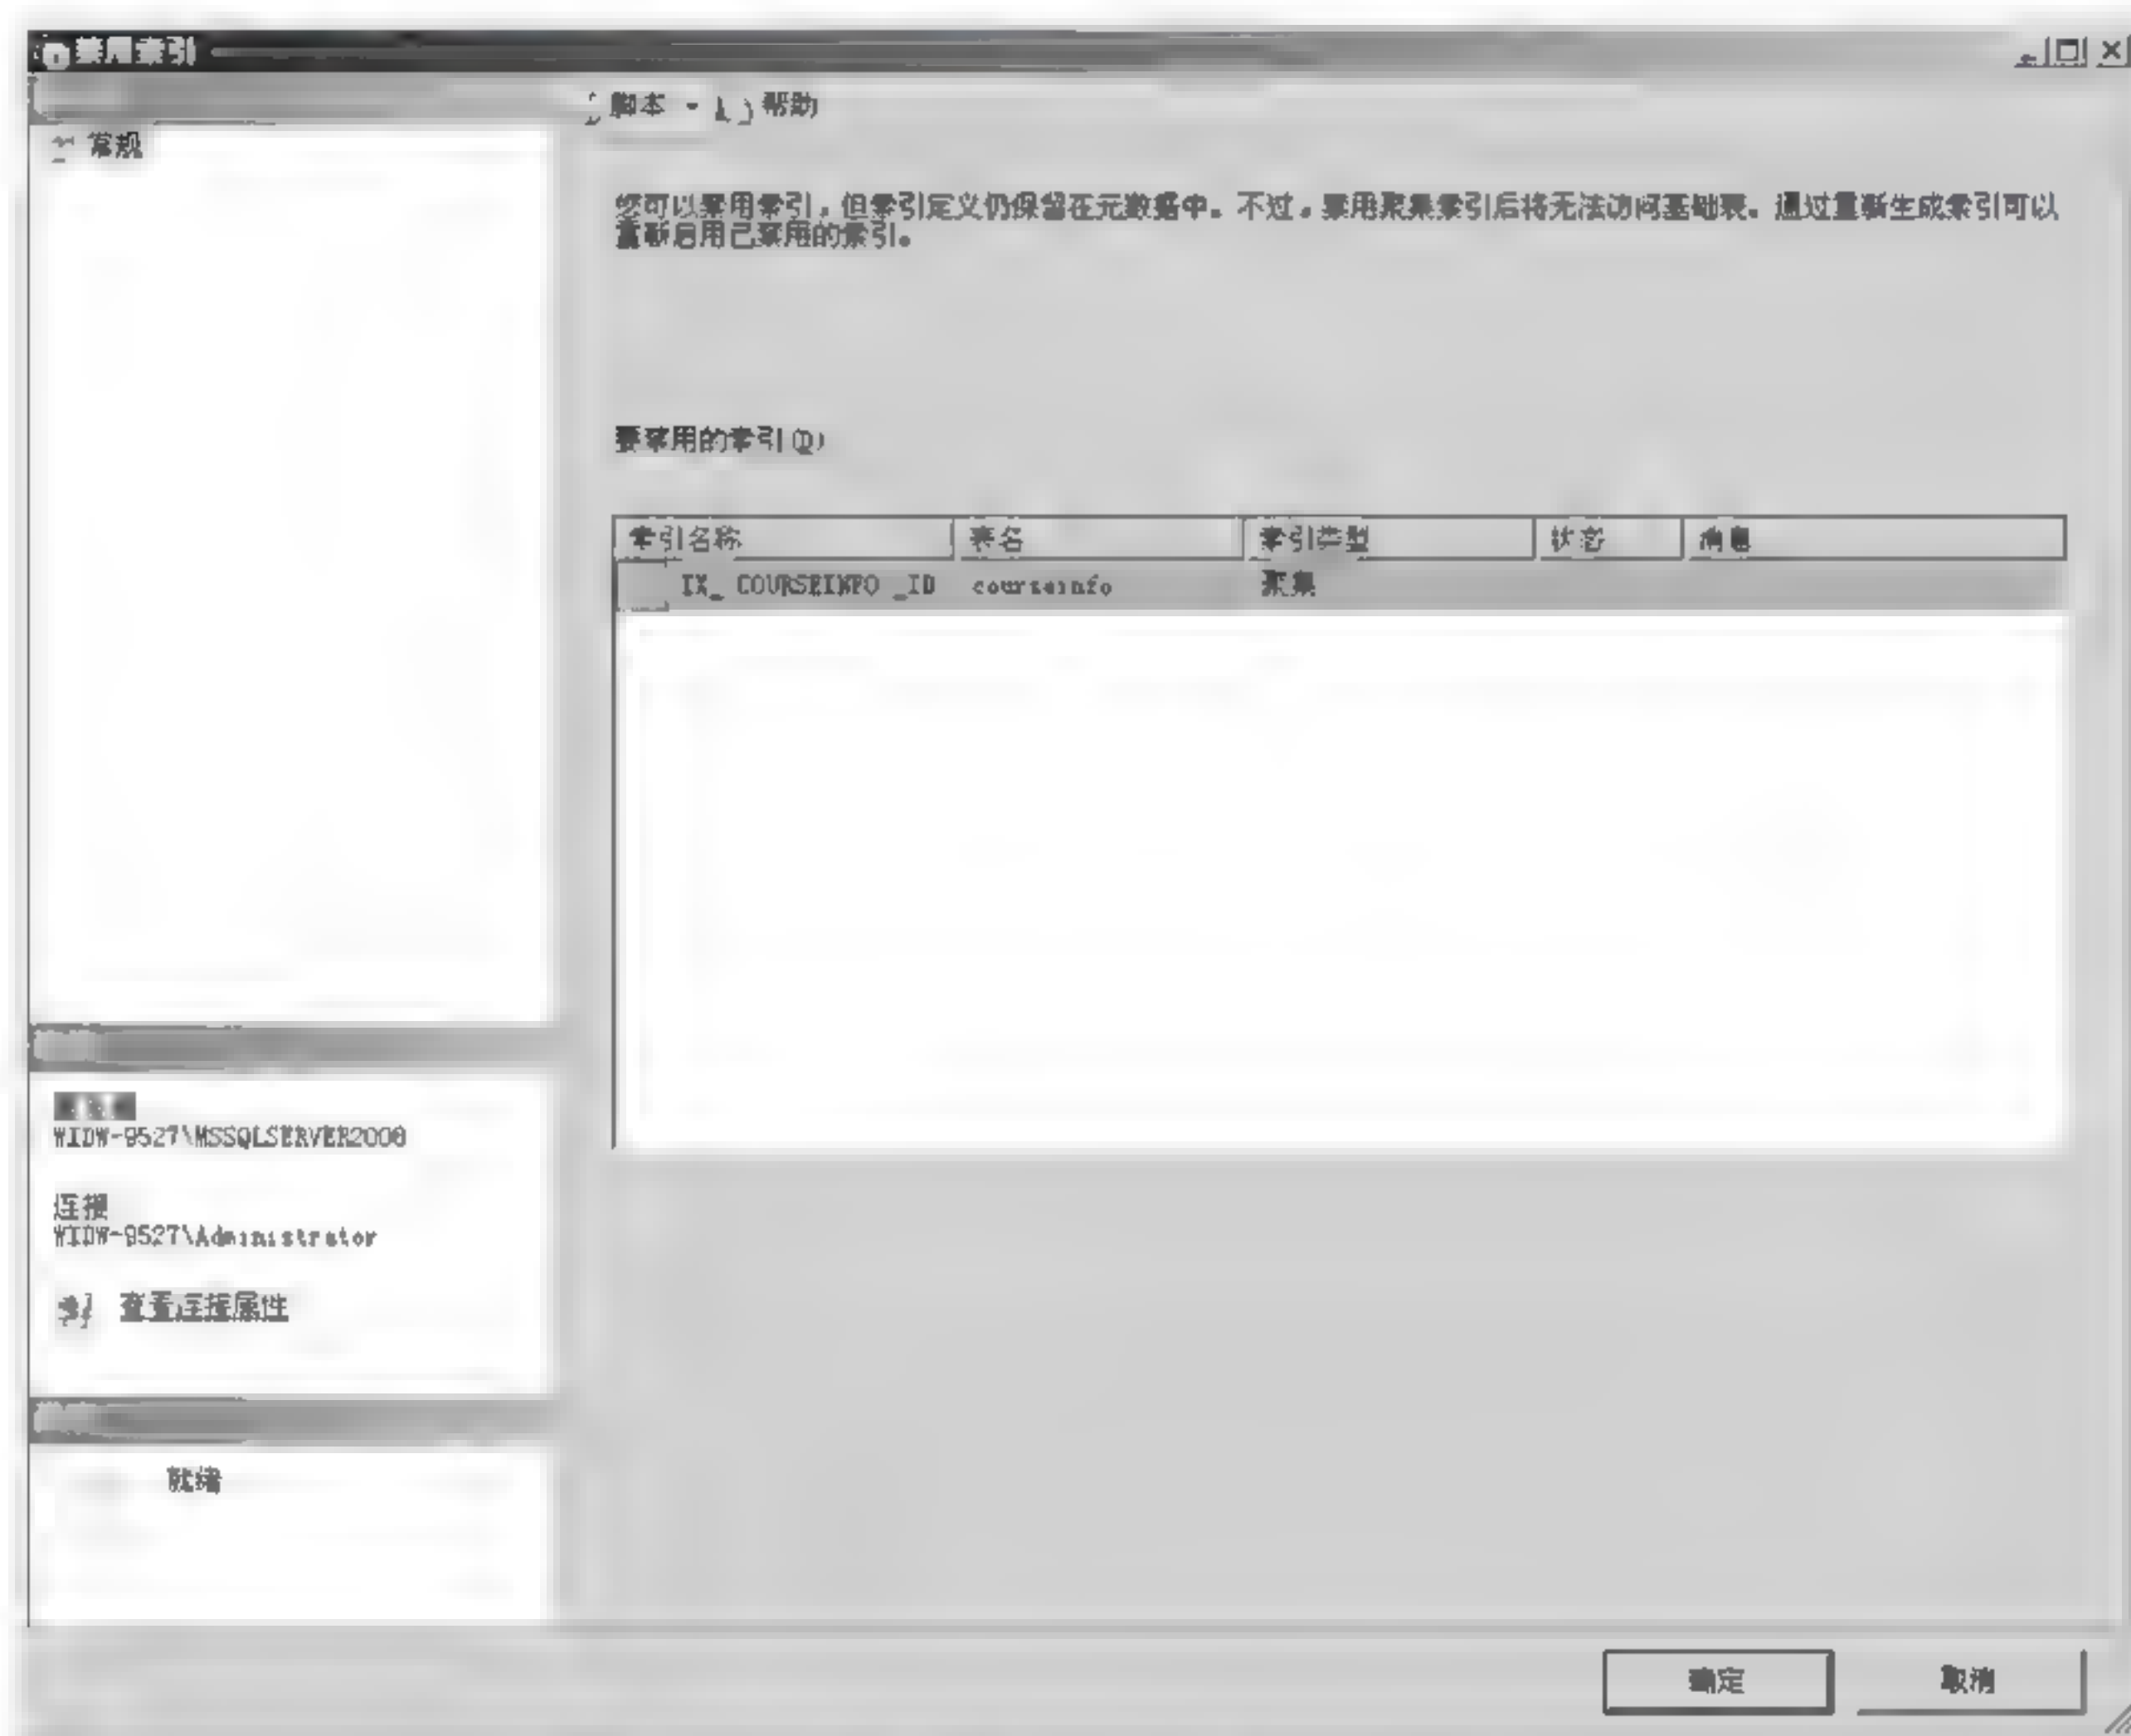 禁用索引
脚本
帮助
常规
您可以禁用索引，但索引定义仍保留在元数据中。不过，禁用聚集索引后将无法访问基础表。通过重新生成索引可以
重新启用已禁用的索引。
要禁用的索引(I)
索引名称 表名 索引类型 状态 消息
IX_COURSEINFO_ID courseinfo 聚集
WIDW-9527\MSSQLSERVER2008
连接
WIDW-9527\Administrator
查看连接属性
就绪
确定 取消